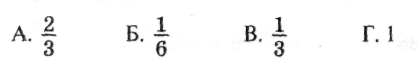 А. 2/3 Б. 1/6 В. 1/3 Г. 1